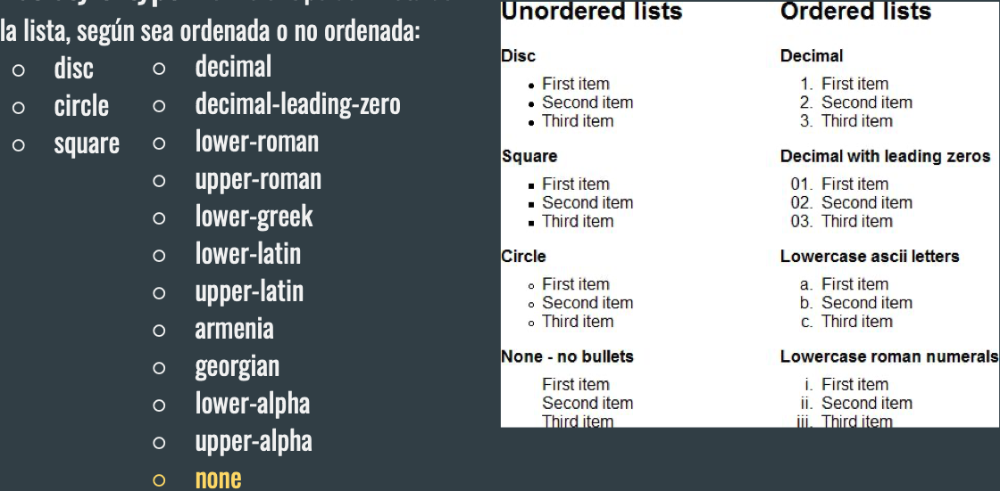 la lista, según sea ordenada o no ordenada:
disc
circle
square
decimal
decimal-leading-zero
lower-roman
upper-roman
lower-greek
lower-latin
upper-latin
armenia
georgian
lower-alpha
upper-alpha
none
Unordered lists
Disc
First item
Second item
Third item
Square
First item
Second item
Third item
Circle
First item
Second item
Third item
None - no bullets
First item
Second item
Third item
Ordered lists
Decimal
1. First item
2. Second item
3. Third item
Decimal with leading zeros
01. First item
02. Second item
03. Third item
Lowercase ascii letters
a. First item
b. Second item
c. Third item
Lowercase roman numerals
i. First item
ii. Second item
iii. Third item